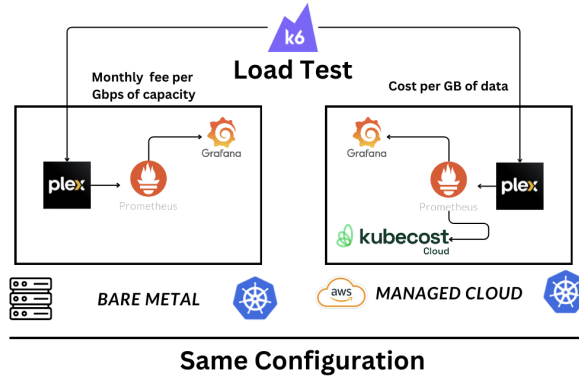 k6
Load Test
Monthly fee per
Gbps of capacity
Cost per GB of data
Grafana
plex
Prometheus
Grafana
Prometheus
plex
kubecost
Cloud
BARE METAL
aws
MANAGED CLOUD
Same Configuration